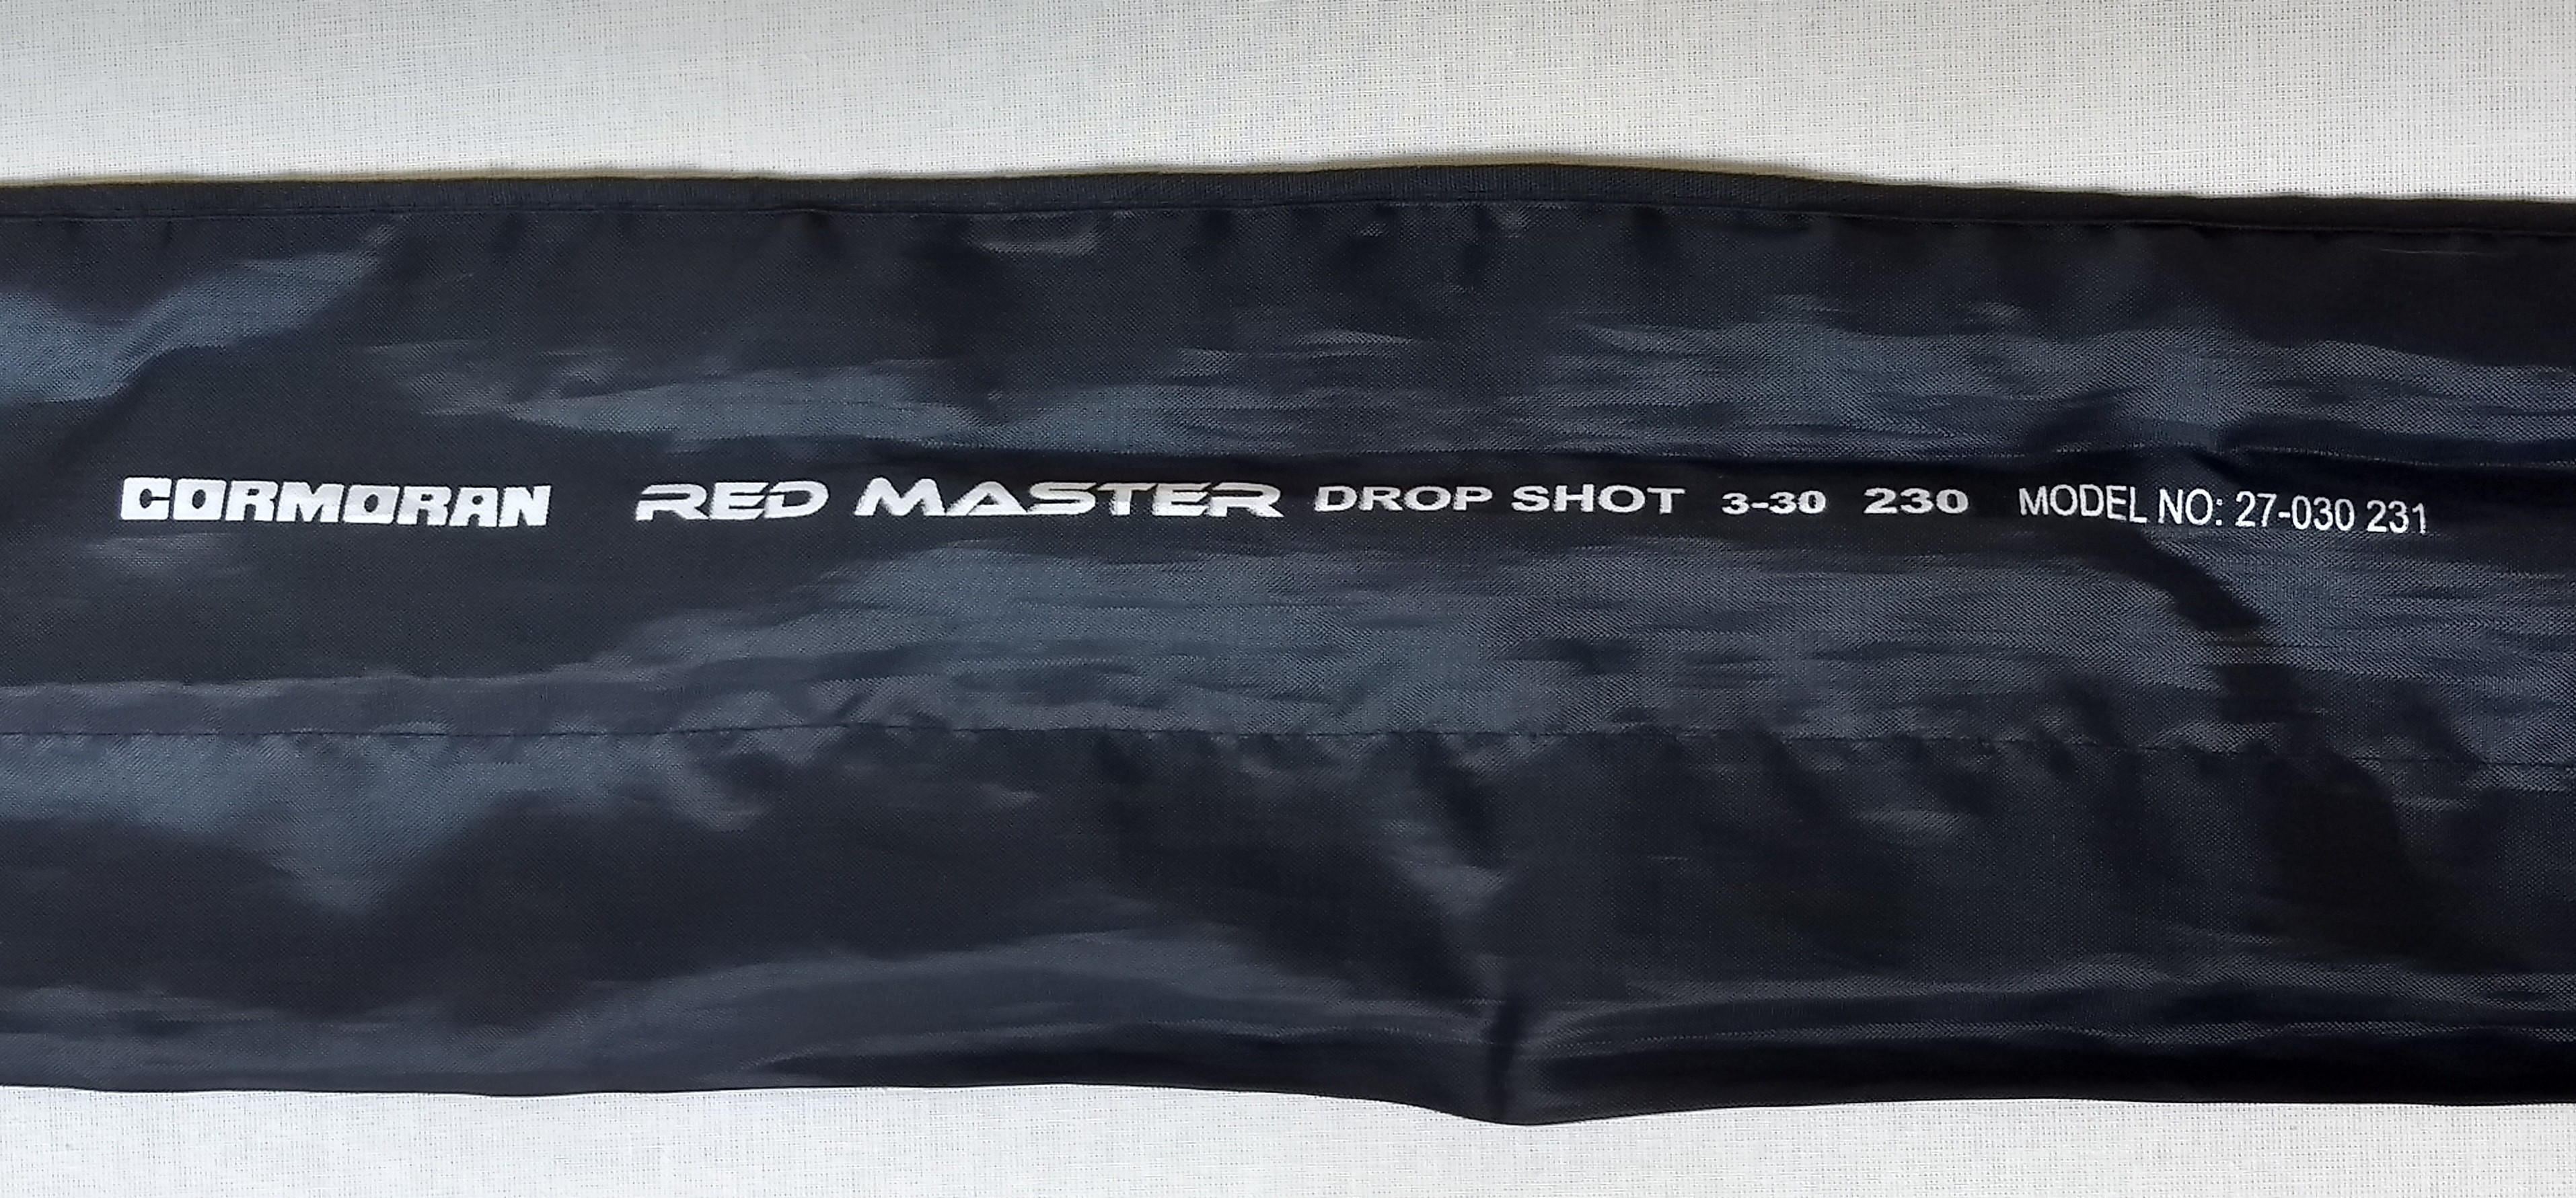 CORMORAN RED MASTER DROP SHOT 3-30 230 MODEL NO: 27-030 231